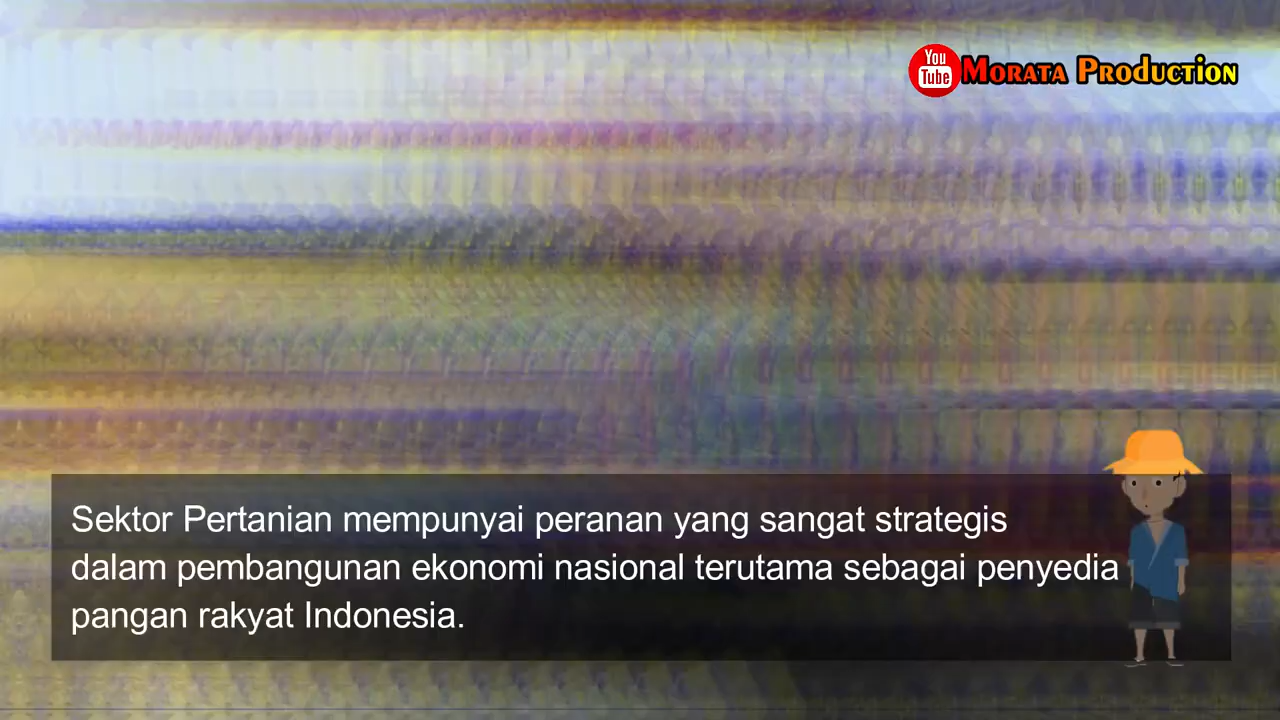 You
Tube
Morata Production
Sektor Pertanian mempunyai peranan yang sangat strategis
dalam pembangunan ekonomi nasional terutama sebagai penyedia
pangan rakyat Indonesia.